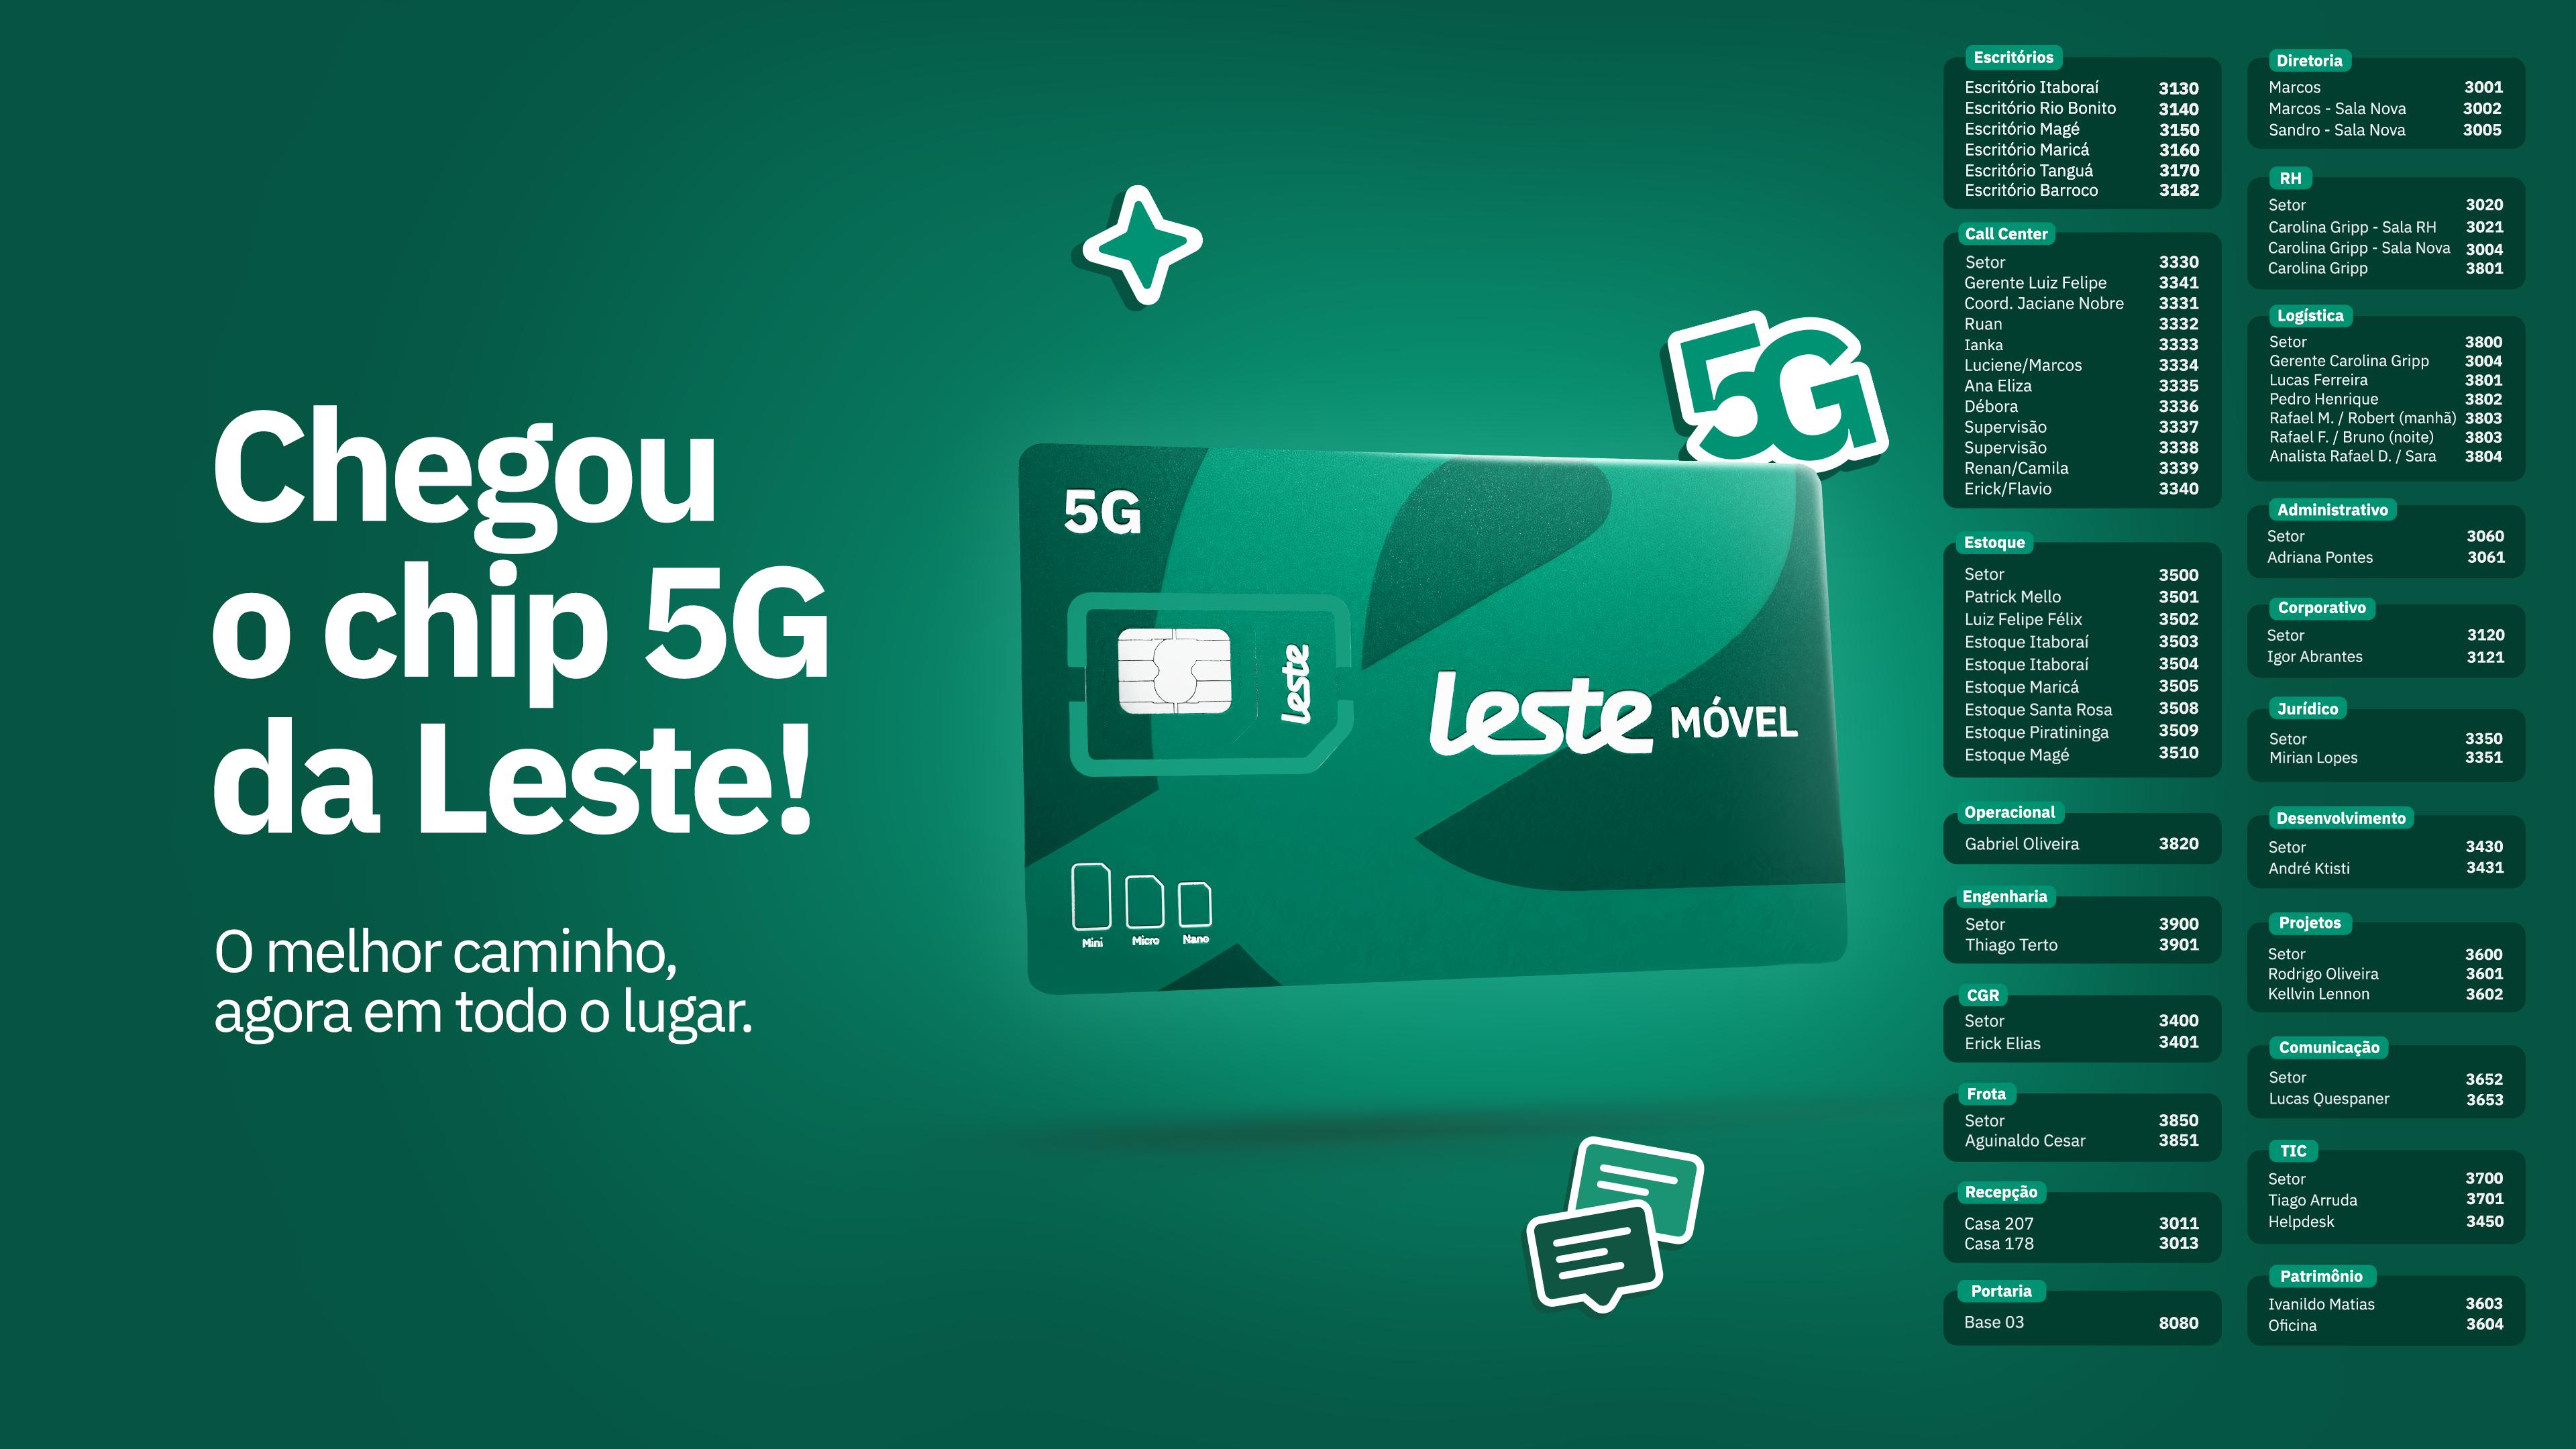 Chegou
o chip 5G
da Leste!
O melhor caminho,
agora em todo o lugar.
5G
5G
leste
leste MÓVEL
Mini Micro Nano
Escritórios
Escritório Itaboraí 3130
Escritório Rio Bonito 3140
Escritório Magé 3150
Escritório Maricá 3160
Escritório Tanguá 3170
Escritório Barroco 3182
Call Center
Setor 3330
Gerente Luiz Felipe 3341
Coord. Jaciane Nobre 3331
Ruan 3332
Ianka 3333
Luciene/Marcos 3334
Ana Eliza 3335
Débora 3336
Supervisão 3337
Supervisão 3338
Renan/Camila 3339
Erick/Flavio 3340
Estoque
Setor 3500
Patrick Mello 3501
Luiz Felipe Félix 3502
Estoque Itaboraí 3503
Estoque Itaboraí 3504
Estoque Maricá 3505
Estoque Santa Rosa 3508
Estoque Piratininga 3509
Estoque Magé 3510
Operacional
Gabriel Oliveira 3820
Engenharia
Setor 3900
Thiago Terto 3901
CGR
Setor 3400
Erick Elias 3401
Frota
Setor 3850
Aguinaldo Cesar 3851
Recepção
Casa 207 3011
Casa 178 3013
Portaria
Base 03 8080
Diretoria
Marcos 3001
Marcos - Sala Nova 3002
Sandro - Sala Nova 3005
RH
Setor 3020
Carolina Gripp - Sala RH 3021
Carolina Gripp - Sala Nova 3004
Carolina Gripp 3801
Logística
Setor 3800
Gerente Carolina Gripp 3004
Lucas Ferreira 3801
Pedro Henrique 3802
Rafael M. / Robert (manhã) 3803
Rafael F. / Bruno (noite) 3803
Analista Rafael D. / Sara 3804
Administrativo
Setor 3060
Adriana Pontes 3061
Corporativo
Setor 3120
Igor Abrantes 3121
Jurídico
Setor 3350
Mirian Lopes 3351
Desenvolvimento
Setor 3430
André Ktisti 3431
Projetos
Setor 3600
Rodrigo Oliveira 3601
Kellvin Lennon 3602
Comunicação
Setor 3652
Lucas Quespaner 3653
TIC
Setor 3700
Tiago Arruda 3701
Helpdesk 3450
Patrimônio
Ivanildo Matias 3603
Oficina 3604